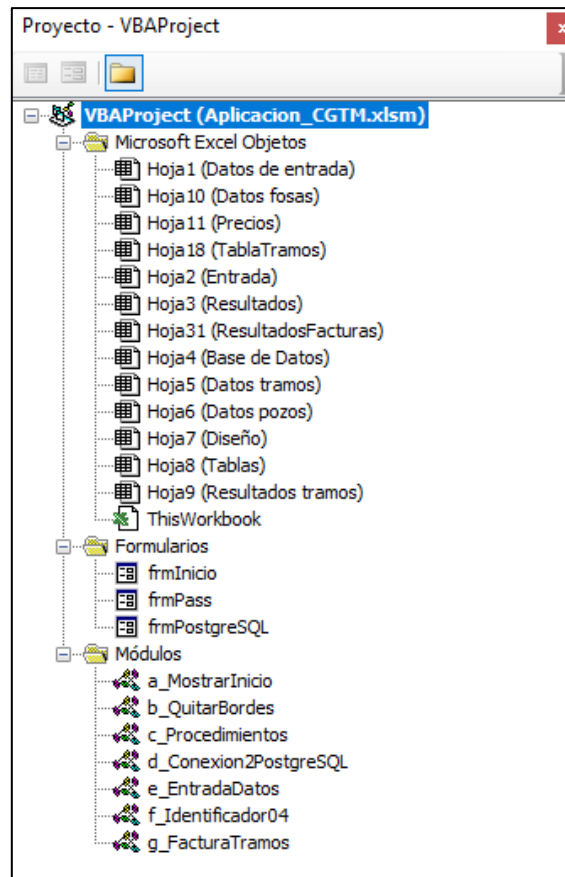 Proyecto - VBAProject
VBAProject (Aplicacion_CGTM.xlsm)
Microsoft Excel Objetos
Hoja1 (Datos de entrada)
Hoja10 (Datos fosas)
Hoja11 (Precios)
Hoja18 (TablaTramos)
Hoja2 (Entrada)
Hoja3 (Resultados)
Hoja31 (ResultadosFacturas)
Hoja4 (Base de Datos)
Hoja5 (Datos tramos)
Hoja6 (Datos pozos)
Hoja7 (Diseño)
Hoja8 (Tablas)
Hoja9 (Resultados tramos)
ThisWorkbook
Formularios
frmInicio
frmPass
frmPostgreSQL
Módulos
a_MostrarInicio
b_QuitarBordes
c_Procedimientos
d_Conexion2PostgreSQL
e_EntradaDatos
f_Identificador04
g_FacturaTramos